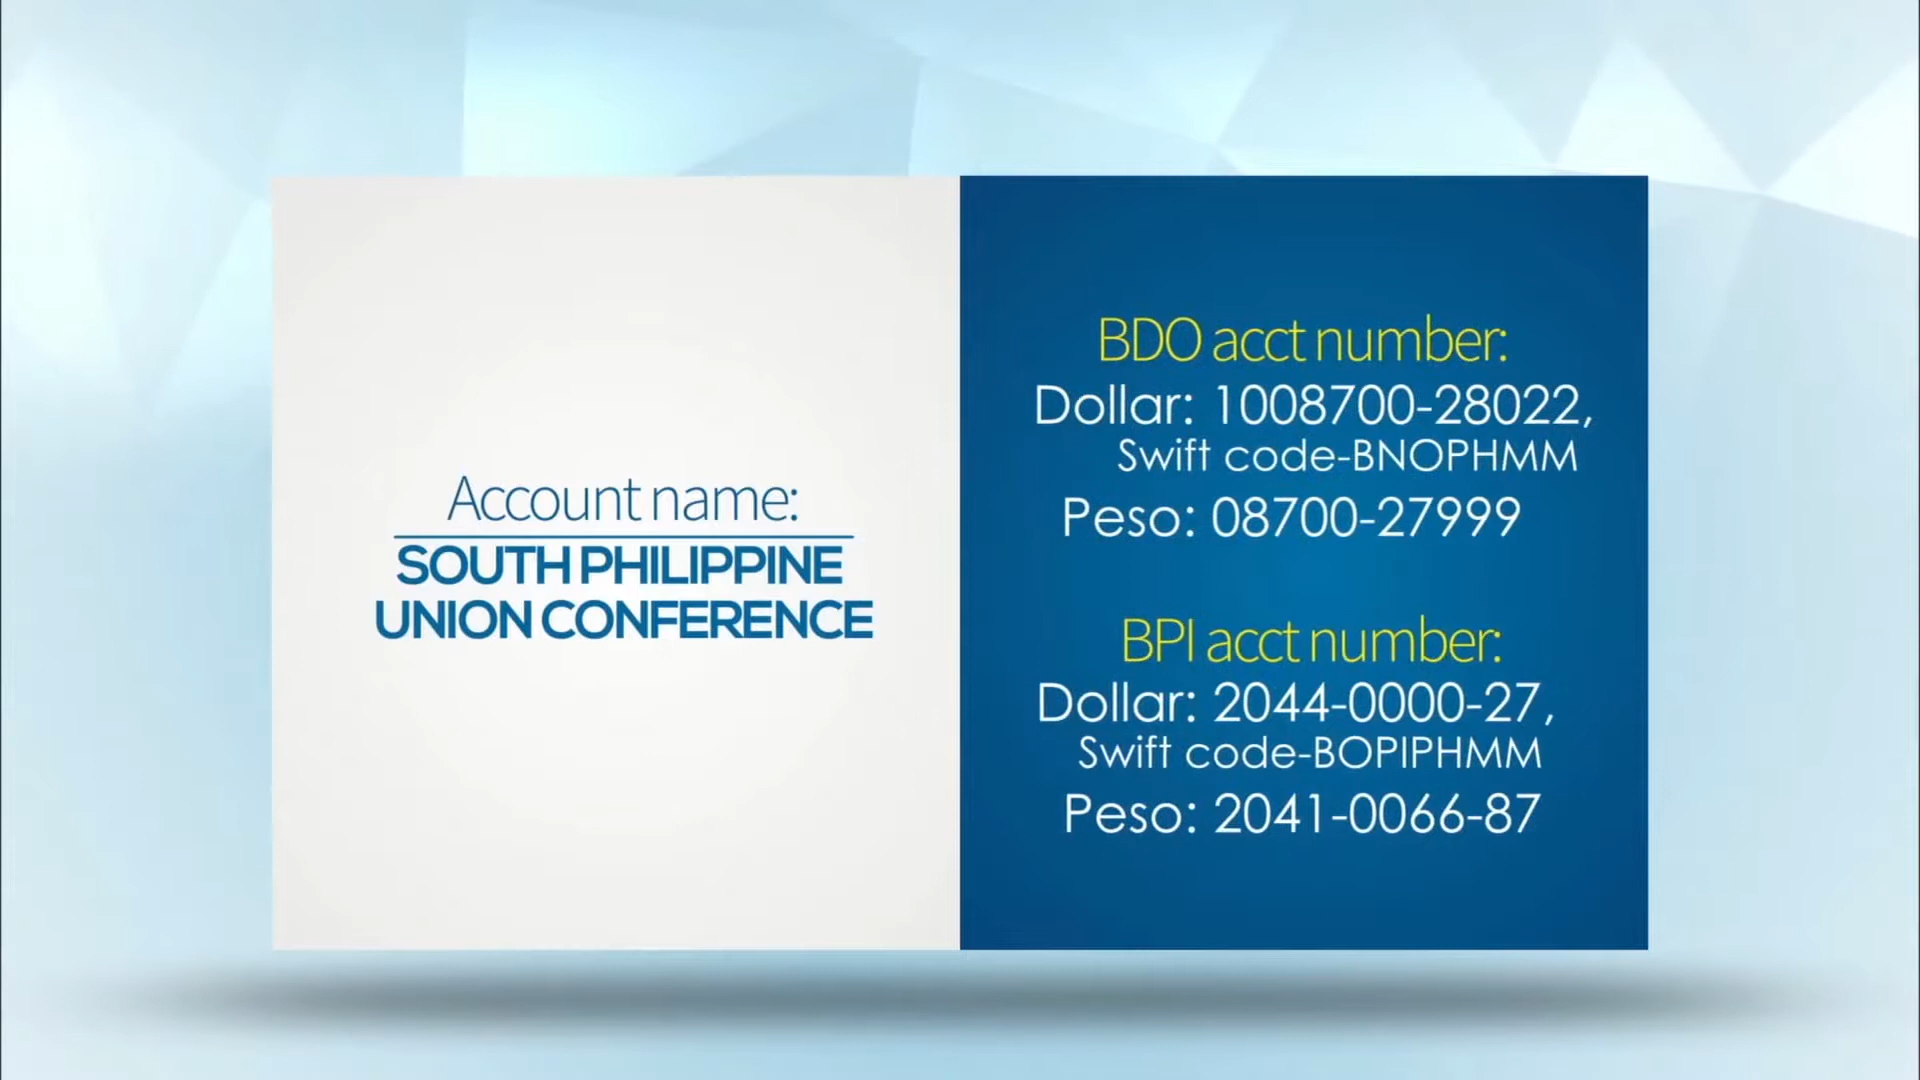 Account name:
SOUTH PHILIPPINE
UNION CONFERENCE
BDO acct number:
Dollar: 1008700-28022,
Swift code-BNOPHMM
Peso: 08700-27999
BPI acct number:
Dollar: 2044-0000-27,
Swift code-BOPIPHMM
Peso: 2041-0066-87